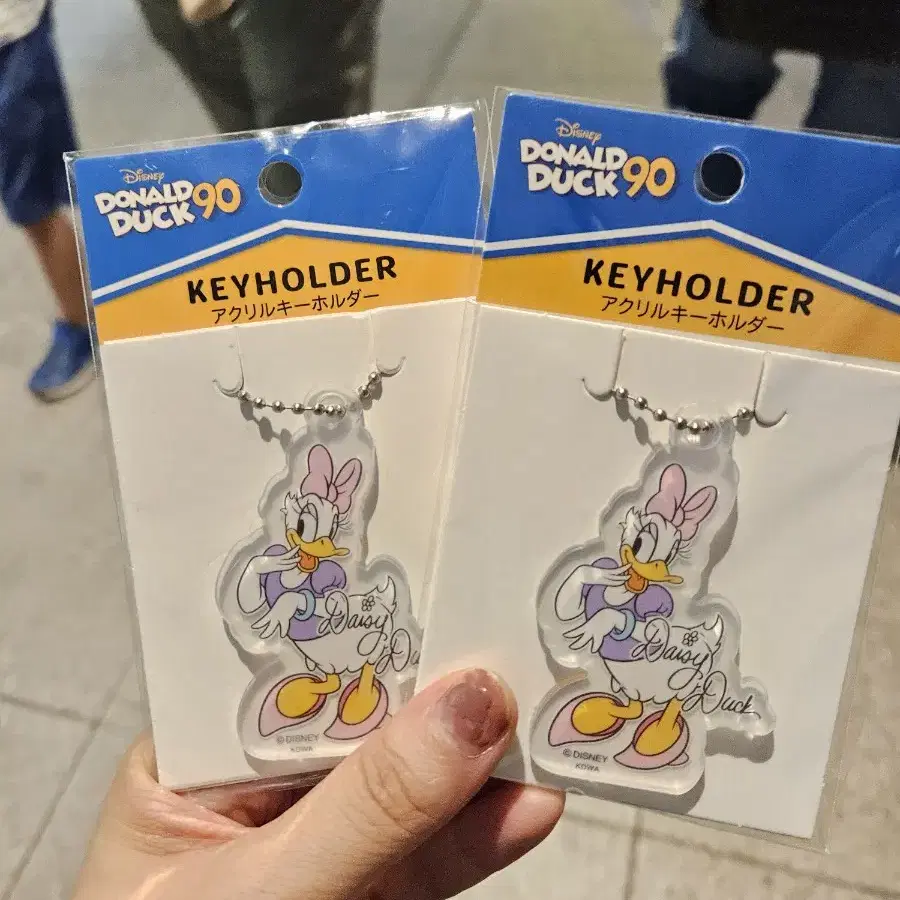 Disney
DONALD
DUCK 90
KEYHOLDER
アクリルキーホルダー
Daisy
Du
©DISNEY
KOWA
Disney
DONALD
DUCK 90
KEYHOLDER
アクリルキーホルダー
Daisy
Duck
©DISNEY
KOWA